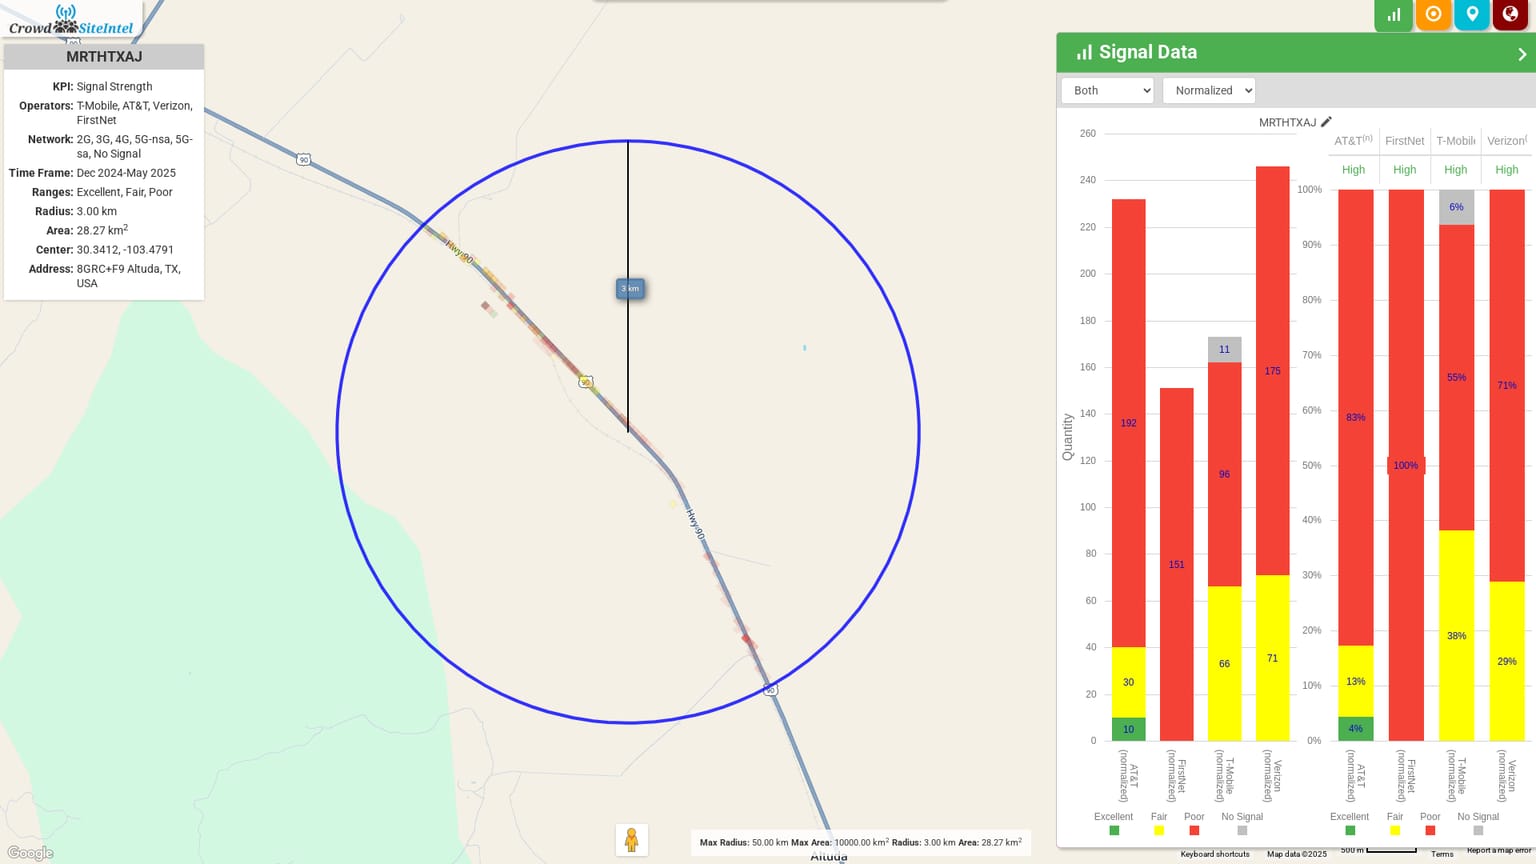 Crowd SiteIntel
90
MRTHTXAJ
KPI: Signal Strength
Operators: T-Mobile, AT&T, Verizon,
FirstNet
Network: 2G, 3G, 4G, 5G-nsa, 5G-
sa, No Signal
Time Frame: Dec 2024-May 2025
Ranges: Excellent, Fair, Poor
Radius: 3.00 km
Area: 28.27 km²
Center: 30.3412, -103.4791
Address: 8GRC+F9 Altuda, TX,
USA
90
Hwy 90
3 km
90
Hwy 90
90
Altuda
Google
Max Radius: 50.00 km Max Area: 10000.00 km² Radius: 3.00 km Area: 28.27 km²
Signal Data
Both
Normalized
MRTHTXAJ
Quantity
260
240
220
200
180
160
140
120
100
80
60
40
20
0
192
30
10
151
11
96
66
175
71
AT&T
(normalized)
FirstNet
(normalized)
T-Mobile
(normalized)
Verizon
(normalized)
Excellent
Fair
Poor
No Signal
AT&T(n)
FirstNet
T-Mobile
Verizon(
High
High
High
High
100%
90%
80%
70%
60%
50%
40%
30%
20%
10%
0%
83%
13%
4%
100%
6%
55%
38%
71%
29%
AT&T
(normalized)
FirstNet
(normalized)
T-Mobile
(normalized)
Verizon
(normalized)
Excellent
Fair
Poor
No Signal
Keyboard shortcuts
Map data ©2025
500 m
Terms
Report a map error